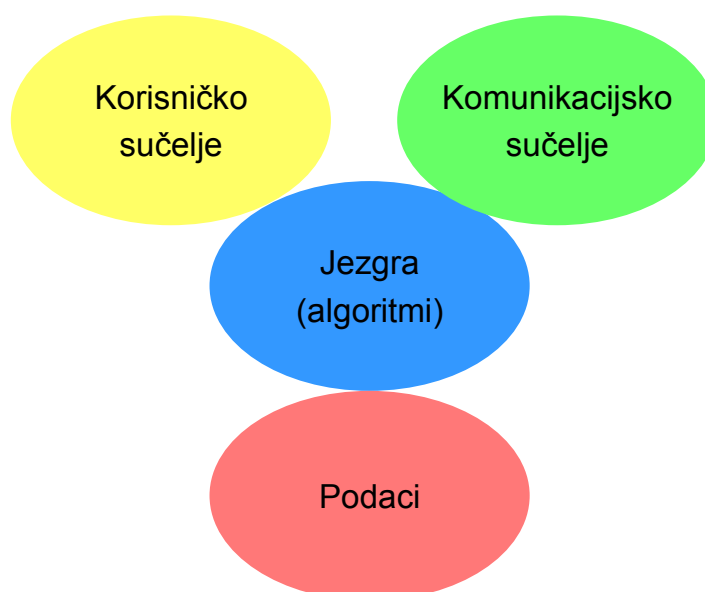 Korisničko
sučelje
Komunikacijsko
sučelje
Jezgra
(algoritmi)
Podaci